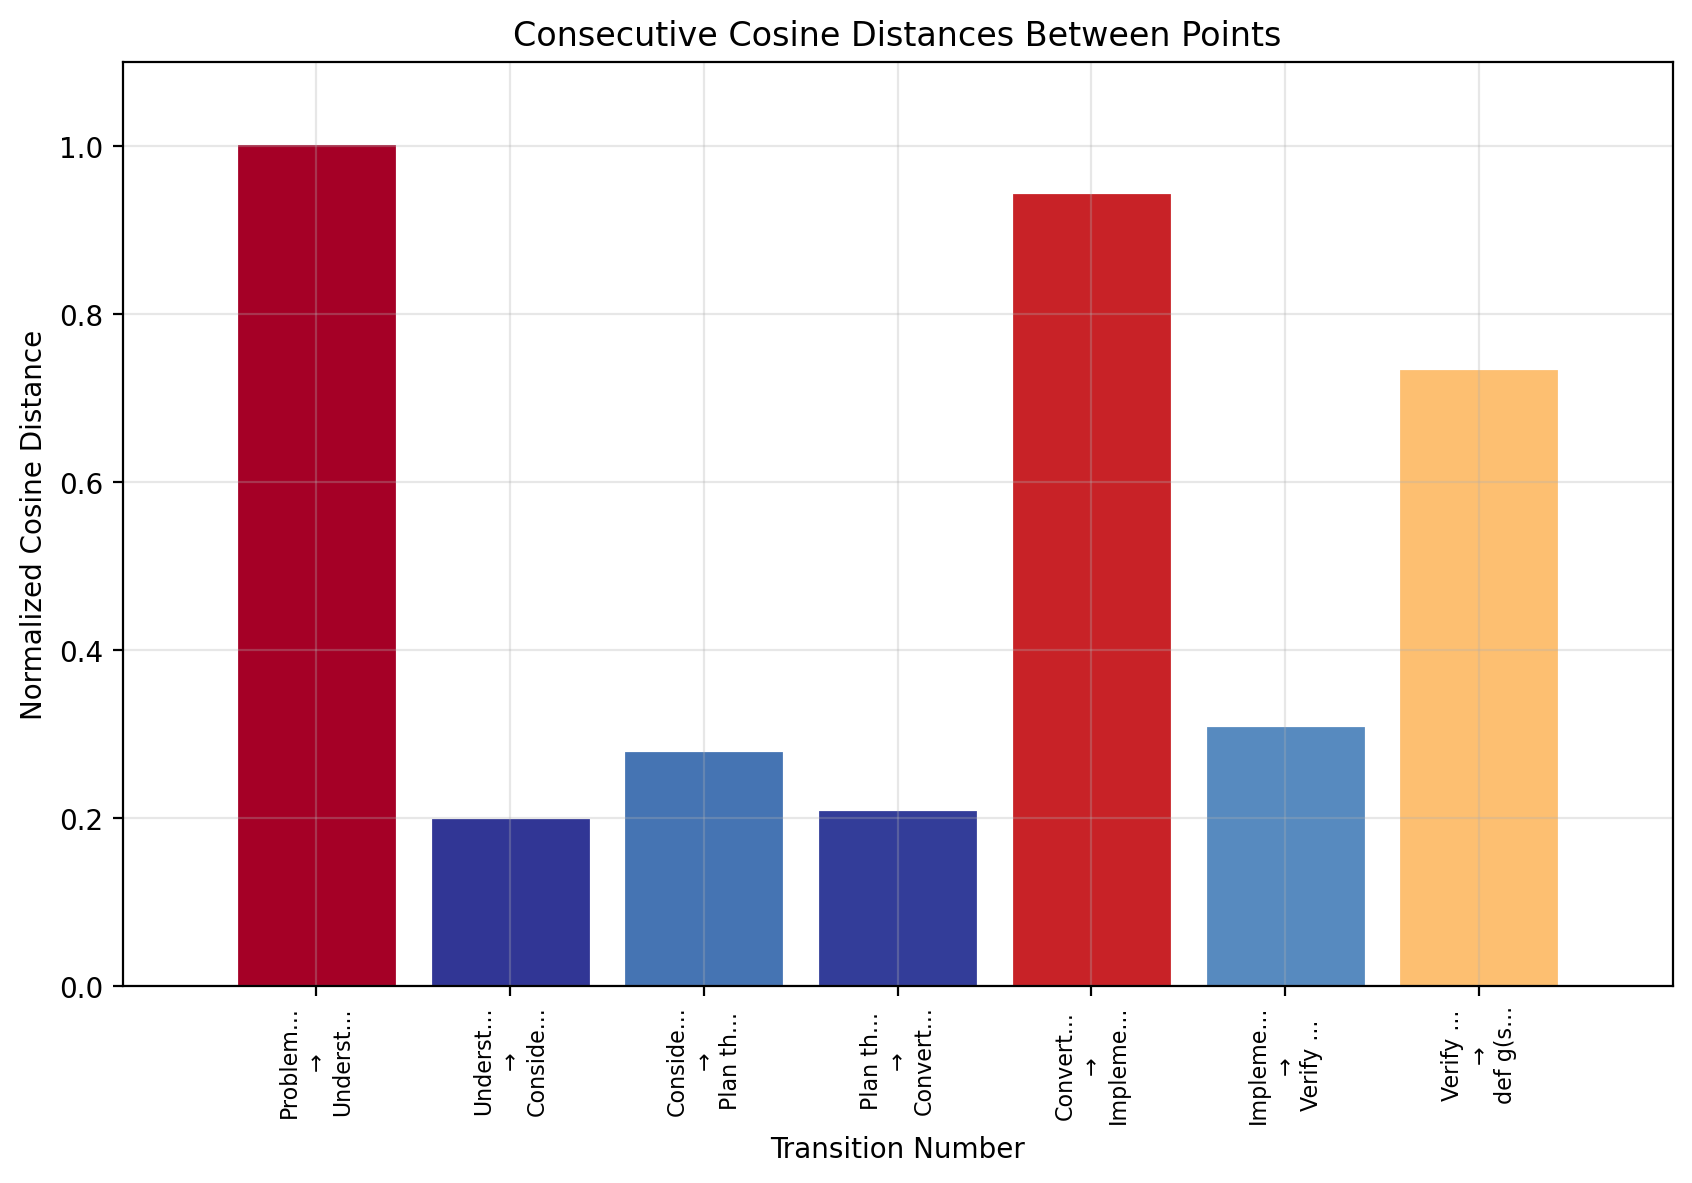 Consecutive Cosine Distances Between Points
Normalized Cosine Distance
1.0
0.8
0.6
0.4
0.2
0.0
Problem...
→
Underst...
Underst...
→
Conside...
Conside...
→
Plan th...
Plan th...
→
Convert...
Convert...
→
Impleme...
Impleme...
→
Verify ...
Verify ...
→
def g(s...
Transition Number